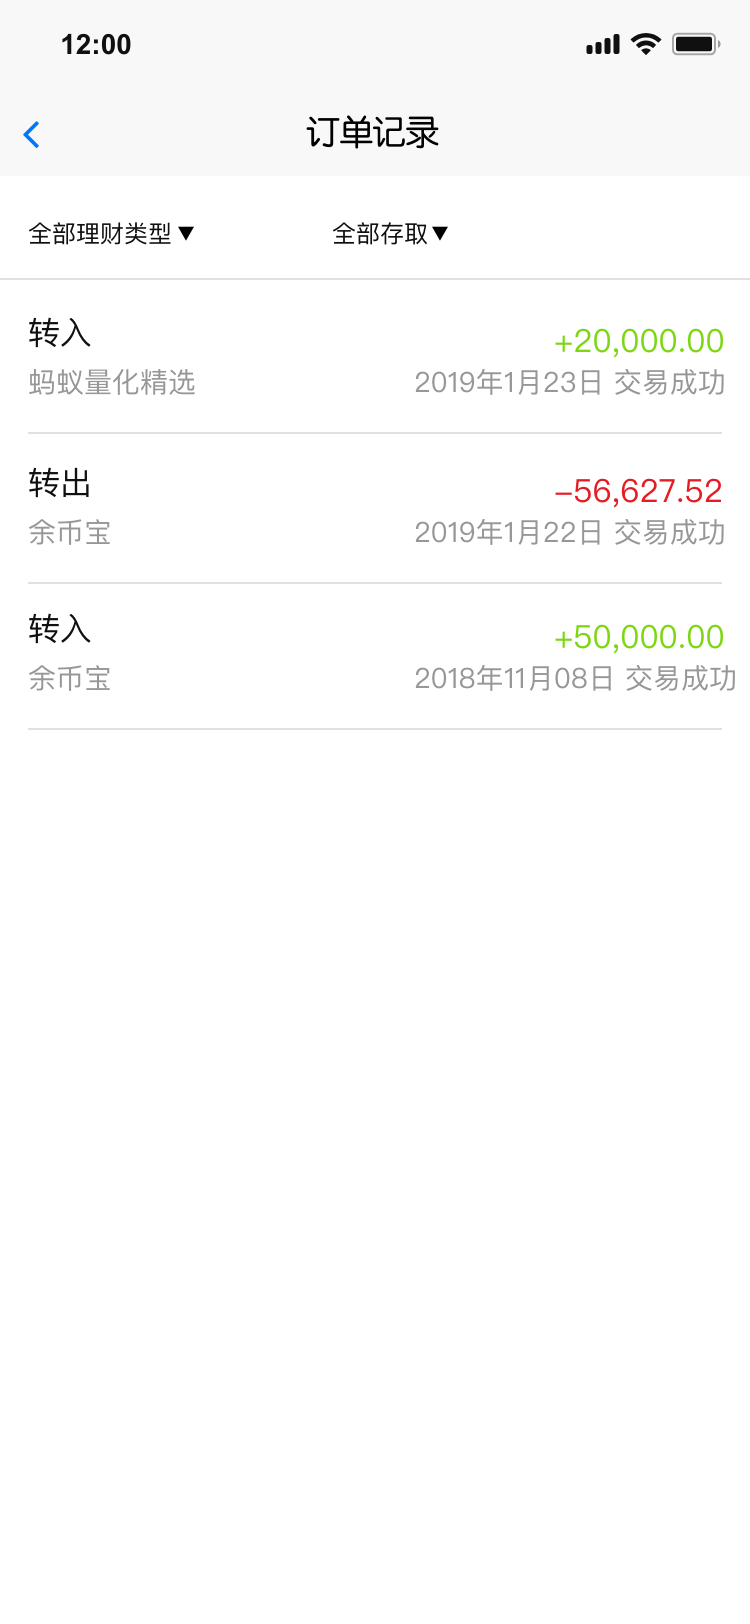 12:00
订单记录
全部理财类型▼ 全部存取▼
转入 +20,000.00
蚂蚁量化精选 2019年1月23日 交易成功
转出 –56,627.52
余币宝 2019年1月22日 交易成功
转入 +50,000.00
余币宝 2018年11月08日 交易成功